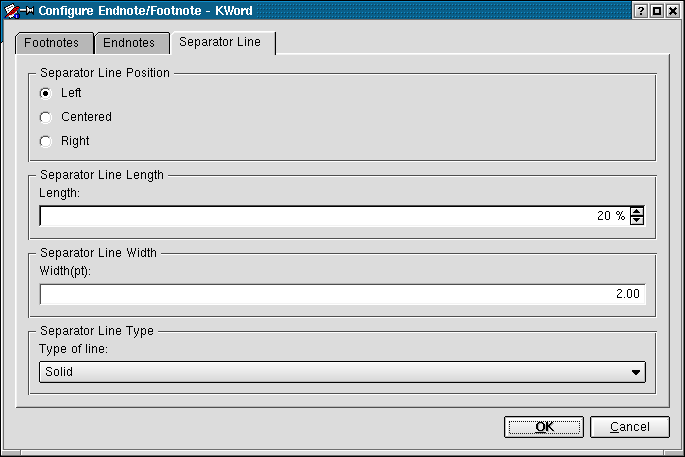 Configure Endnote/Footnote - KWord
Footnotes Endnotes Separator Line
Separator Line Position
Left
Centered
Right
Separator Line Length
Length:
20 %
Separator Line Width
Width(pt):
2.00
Separator Line Type
Type of line:
Solid
OK Cancel